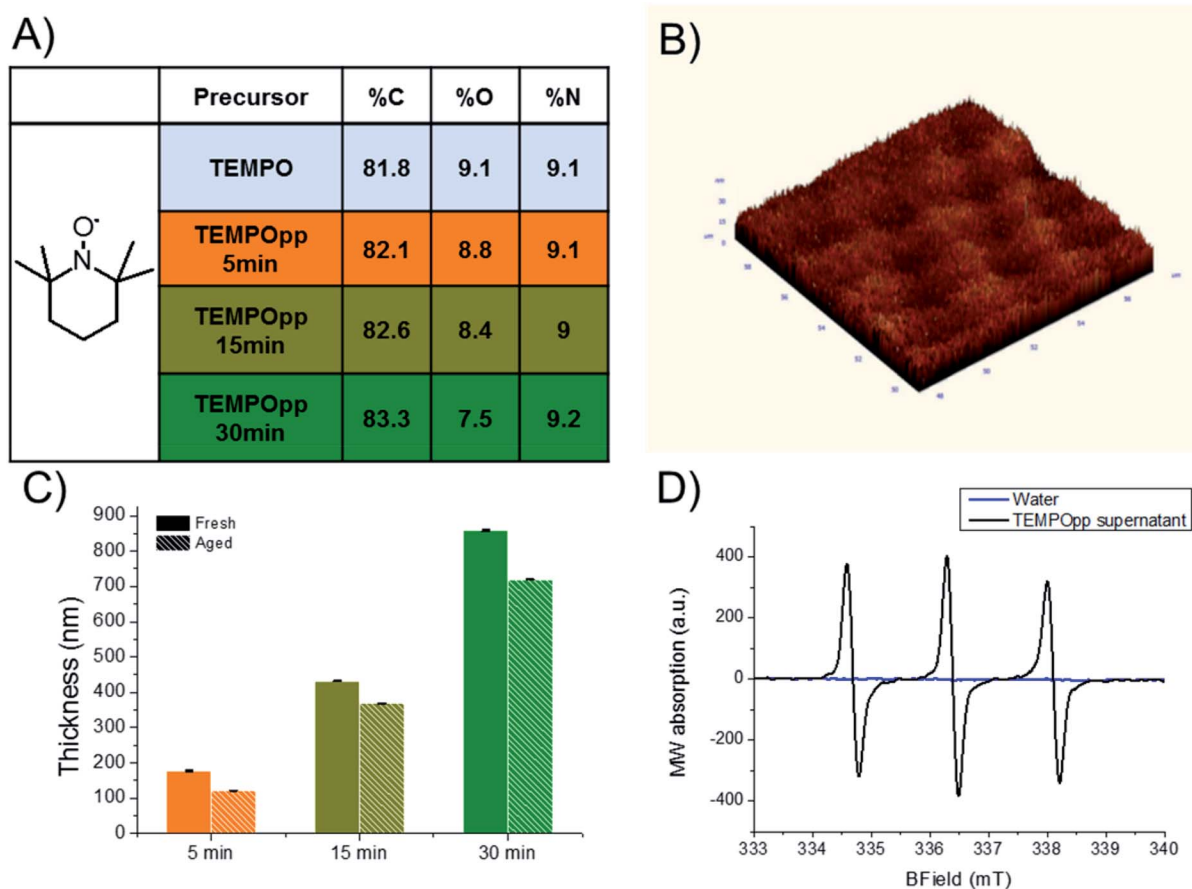 A)
Precursor %C %O %N
TEMPO 81.8 9.1 9.1
TEMPOpp
5min 82.1 8.8 9.1
TEMPOpp
15min 82.6 8.4 9
TEMPOpp
30min 83.3 7.5 9.2
O
N
B)
C)
Fresh
Aged
900
800
700
600
500
400
300
200
100
0
Thickness (nm)
5 min 15 min 30 min
D)
Water
TEMPOpp supernatant
400
200
0
-200
-400
MW absorption (a.u.)
333 334 335 336 337 338 339 340
BField (mT)